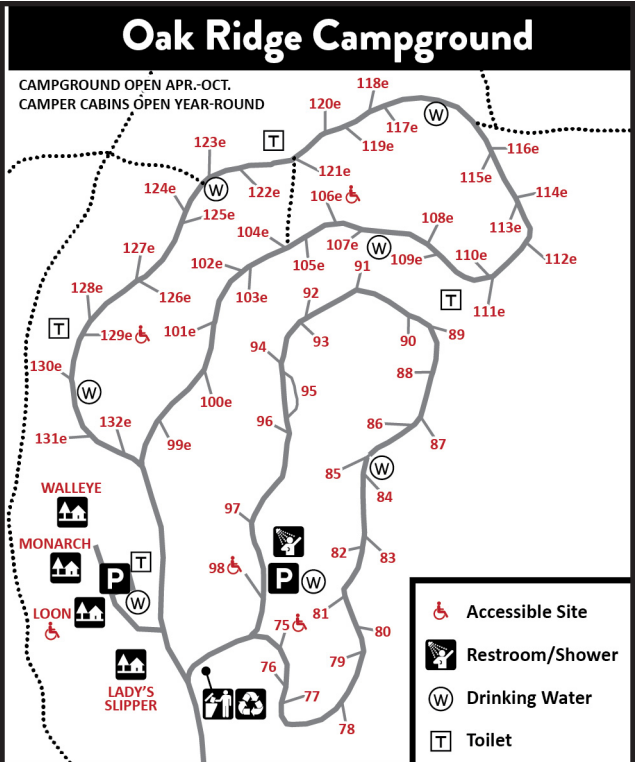 Oak Ridge Campground
CAMPGROUND OPEN APR.-OCT.
CAMPER CABINS OPEN YEAR-ROUND
118e
120e
117e
W
123e
T
119e
116e
121e
115e
124e
W
122e
106e
114e
125e
108e
113e
104e
107e
W
127e
109e
110e
112e
102e
105e
91
128e
126e
103e
92
T
111e
T
129e
101e
93
90
89
94
130e
88
W
95
100e
132e
96
86
131e
99e
87
85
W
WALLEYE
84
97
MONARCH
82
83
T
98
P
P
W
W
LOON
81
75
80
76
79
LADY'S
SLIPPER
77
78
Accessible Site
Restroom/Shower
W
Drinking Water
T
Toilet